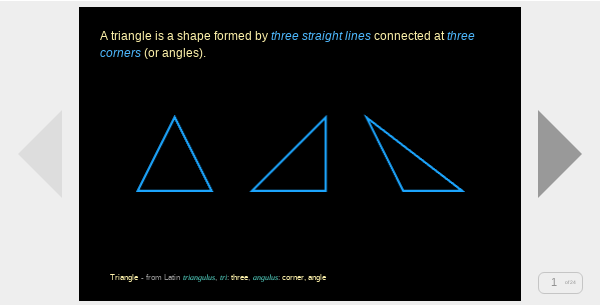 A triangle is a shape formed by three straight lines connected at three
corners (or angles).
Triangle - from Latin triangulus, tri: three, angulus: corner, angle
1 of 24